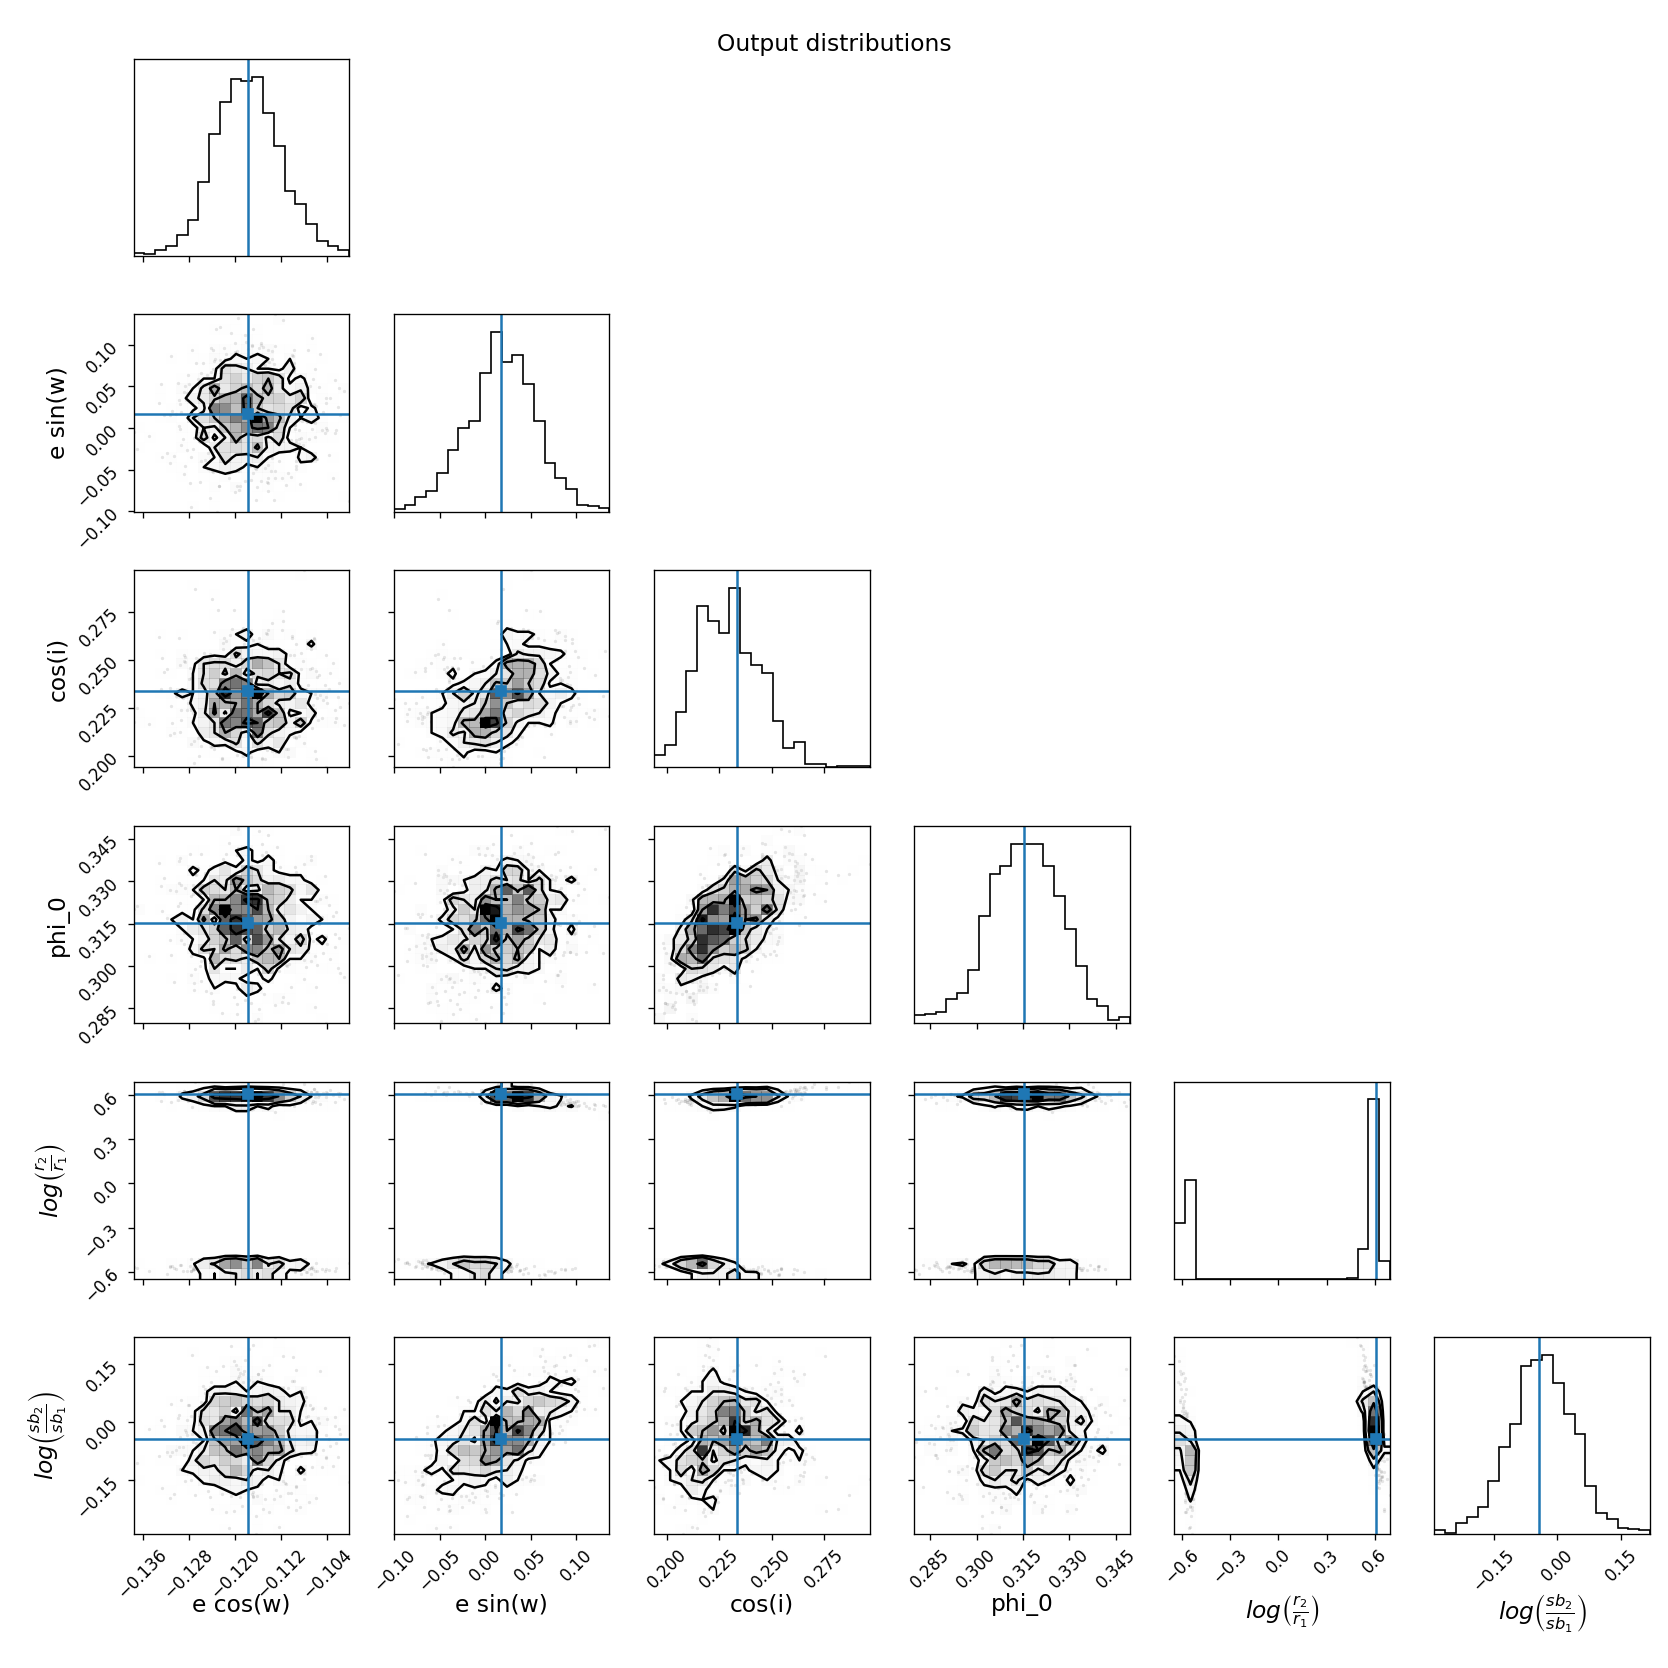 Output distributions
0.10
0.05
0.00
−0.05
−0.10
e sin(w)
0.275
0.250
0.225
0.200
cos(i)
0.345
0.330
0.315
0.300
0.285
phi_0
0.6
0.3
0.0
−0.3
−0.6
log(r₂/r₁)
0.15
0.00
−0.15
log(sb₂/sb₁)
−0.136 −0.128 −0.120 −0.112 −0.104
−0.10 −0.05 0.00 0.05 0.10
0.200 0.225 0.250 0.275
0.285 0.300 0.315 0.330 0.345
−0.6 −0.3 0.0 0.3 0.6
−0.15 0.00 0.15
e cos(w) e sin(w) cos(i) phi_0 log(r₂/r₁) log(sb₂/sb₁)